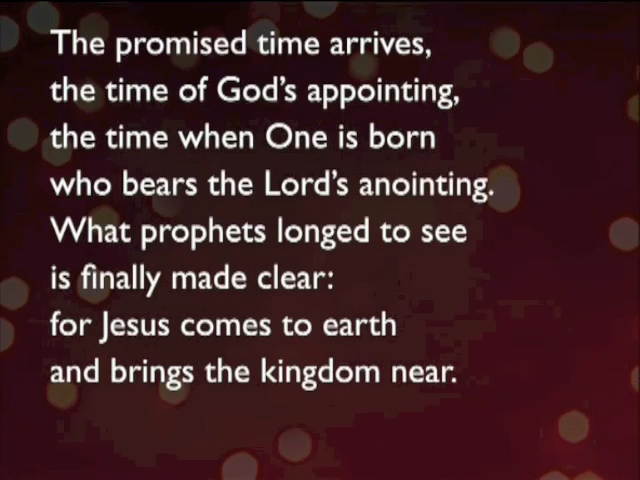 The promised time arrives,
the time of God's appointing,
the time when One is born
who bears the Lord's anointing.
What prophets longed to see
is finally made clear:
for Jesus comes to earth
and brings the kingdom near.